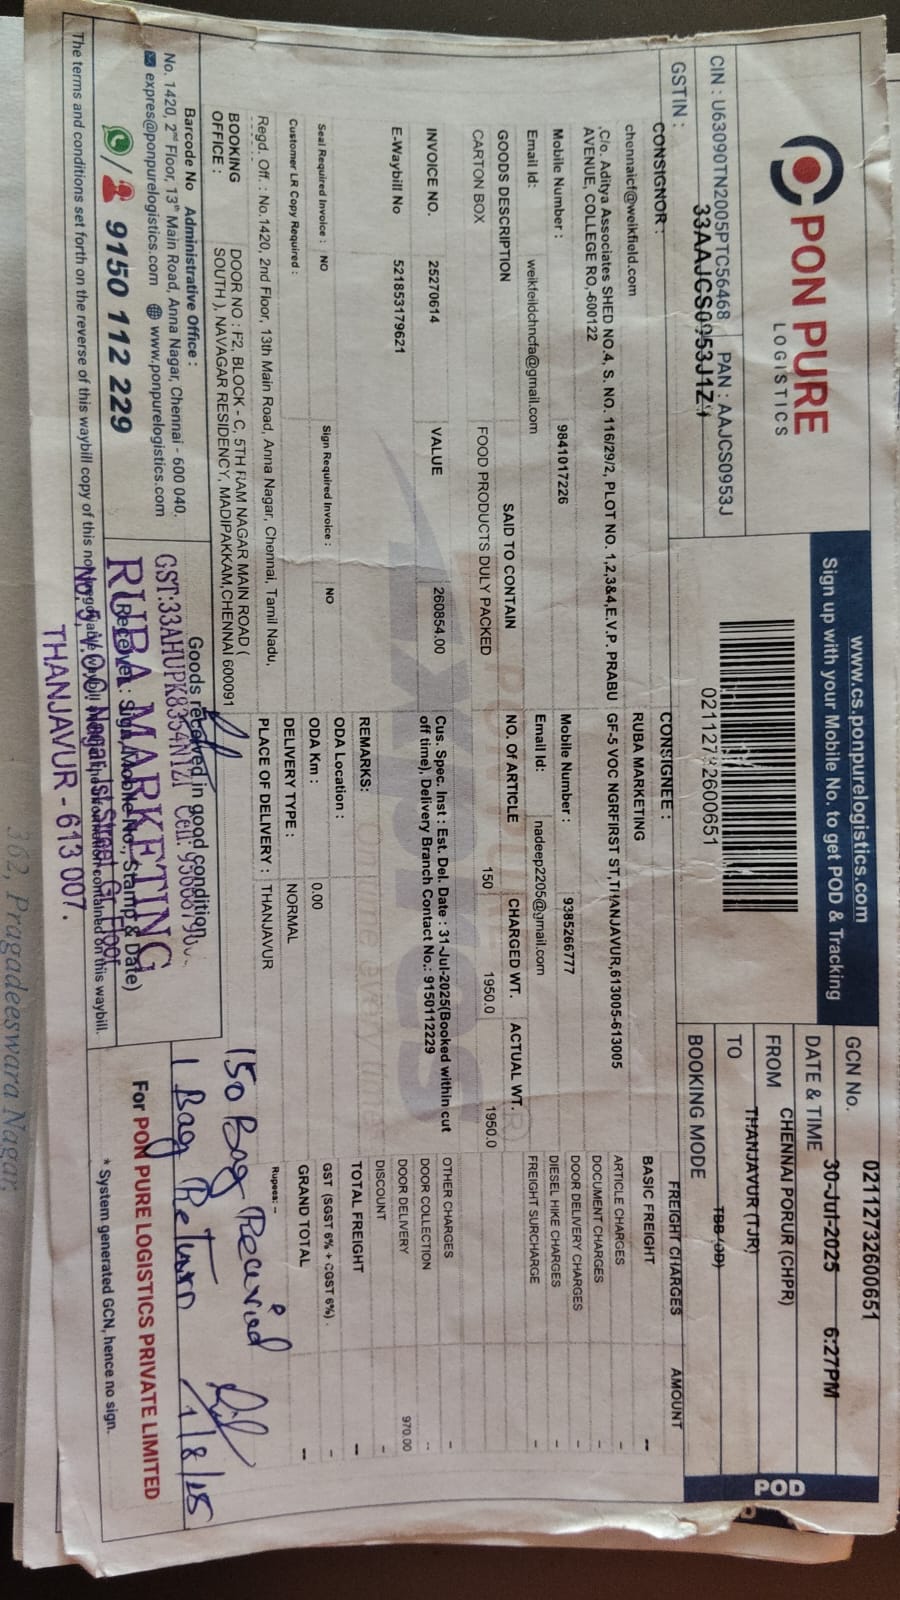 PON PURE
LOGISTICS
www.cs.ponpurelogistics.com
Sign up with your Mobile No. to get POD & Tracking
02112732600651
GCN No. 02112732600651
DATE & TIME 30-Jul-2025 6:27PM
FROM CHENNAI PORUR (CHPR)
TO THANJAVUR (TJR)
BOOKING MODE TBB (DD)
POD
CIN : U63090TN2005PTC56468 PAN : AAJCS0953J
GSTIN : 33AAJCS0953J1Z
CONSIGNOR :
chennaicf@weikfield.com
,C/o. Aditya Associates SHED NO.4, S. NO. 116/29/2, PLOT NO. 1,2,3&4,E.V.P. PRABU
AVENUE, COLLEGE RO,-600122
Mobile Number : 9841017226
Email Id: weikfeildchncfa@gmail.com
CONSIGNEE :
RUBA MARKETING
GF-5 VOC NGRFIRST ST,THANJAVUR,613005-613005
Mobile Number : 9385266777
Email Id: nadeep2205@gmail.com
GOODS DESCRIPTION SAID TO CONTAIN NO. OF ARTICLE CHARGED WT. ACTUAL WT.
CARTON BOX FOOD PRODUCTS DULY PACKED 150 1950.0 1950.0
INVOICE NO. 25270614 VALUE 260854.00
E-Waybill No 521853179621
Cus. Spec. Inst : Est. Del. Date : 31-Jul-2025(Booked within cut
off time), Delivery Branch Contact No.: 9150112229
Seal Required Invoice : NO Sign Required Invoice : NO
Customer LR Copy Required :
REMARKS:
ODA Location :
ODA Km : 0.00
DELIVERY TYPE : NORMAL
PLACE OF DELIVERY : THANJAVUR
FREIGHT CHARGES AMOUNT
BASIC FREIGHT --
ARTICLE CHARGES -
DOCUMENT CHARGES -
DOOR DELIVERY CHARGES -
DIESEL HIKE CHARGES -
FREIGHT SURCHARGE -
OTHER CHARGES -
DOOR COLLECTION --
DOOR DELIVERY 970.00
DISCOUNT -
TOTAL FREIGHT --
GST (SGST 6% + CGST 6%) -
GRAND TOTAL --
Rupees: -
Regd. Off. : No.1420, 2nd Floor, 13th Main Road, Anna Nagar, Chennai, Tamil Nadu,
BOOKING OFFICE : DOOR NO : F2, BLOCK - C, 5TH RAM NAGAR MAIN ROAD (
SOUTH ), NAVAGAR RESIDENCY, MADIPAKKAM,CHENNAI 600091
Barcode No Administrative Office :
No. 1420, 2nd Floor, 13th Main Road, Anna Nagar, Chennai - 600 040.
expres@ponpurelogistics.com www.ponpurelogistics.com
/ 9150 112 229
Goods received in good condition
(Receiver : Sign, Mobile No., Stamp & Date)
GST:33AHUPK8354N1ZI Cell:
RUBA MARKETING
No. 5, V.O.C. Nagar, Ist Street, G. Floor
THANJAVUR - 613 007.
The terms and conditions set forth on the reverse of this waybill copy of this
contained on this waybill.
150 Bag Received
1 Bag Return
1/8/25
For PON PURE LOGISTICS PRIVATE LIMITED
* System generated GCN, hence no sign.
362, Pragadeeswara Nagar,